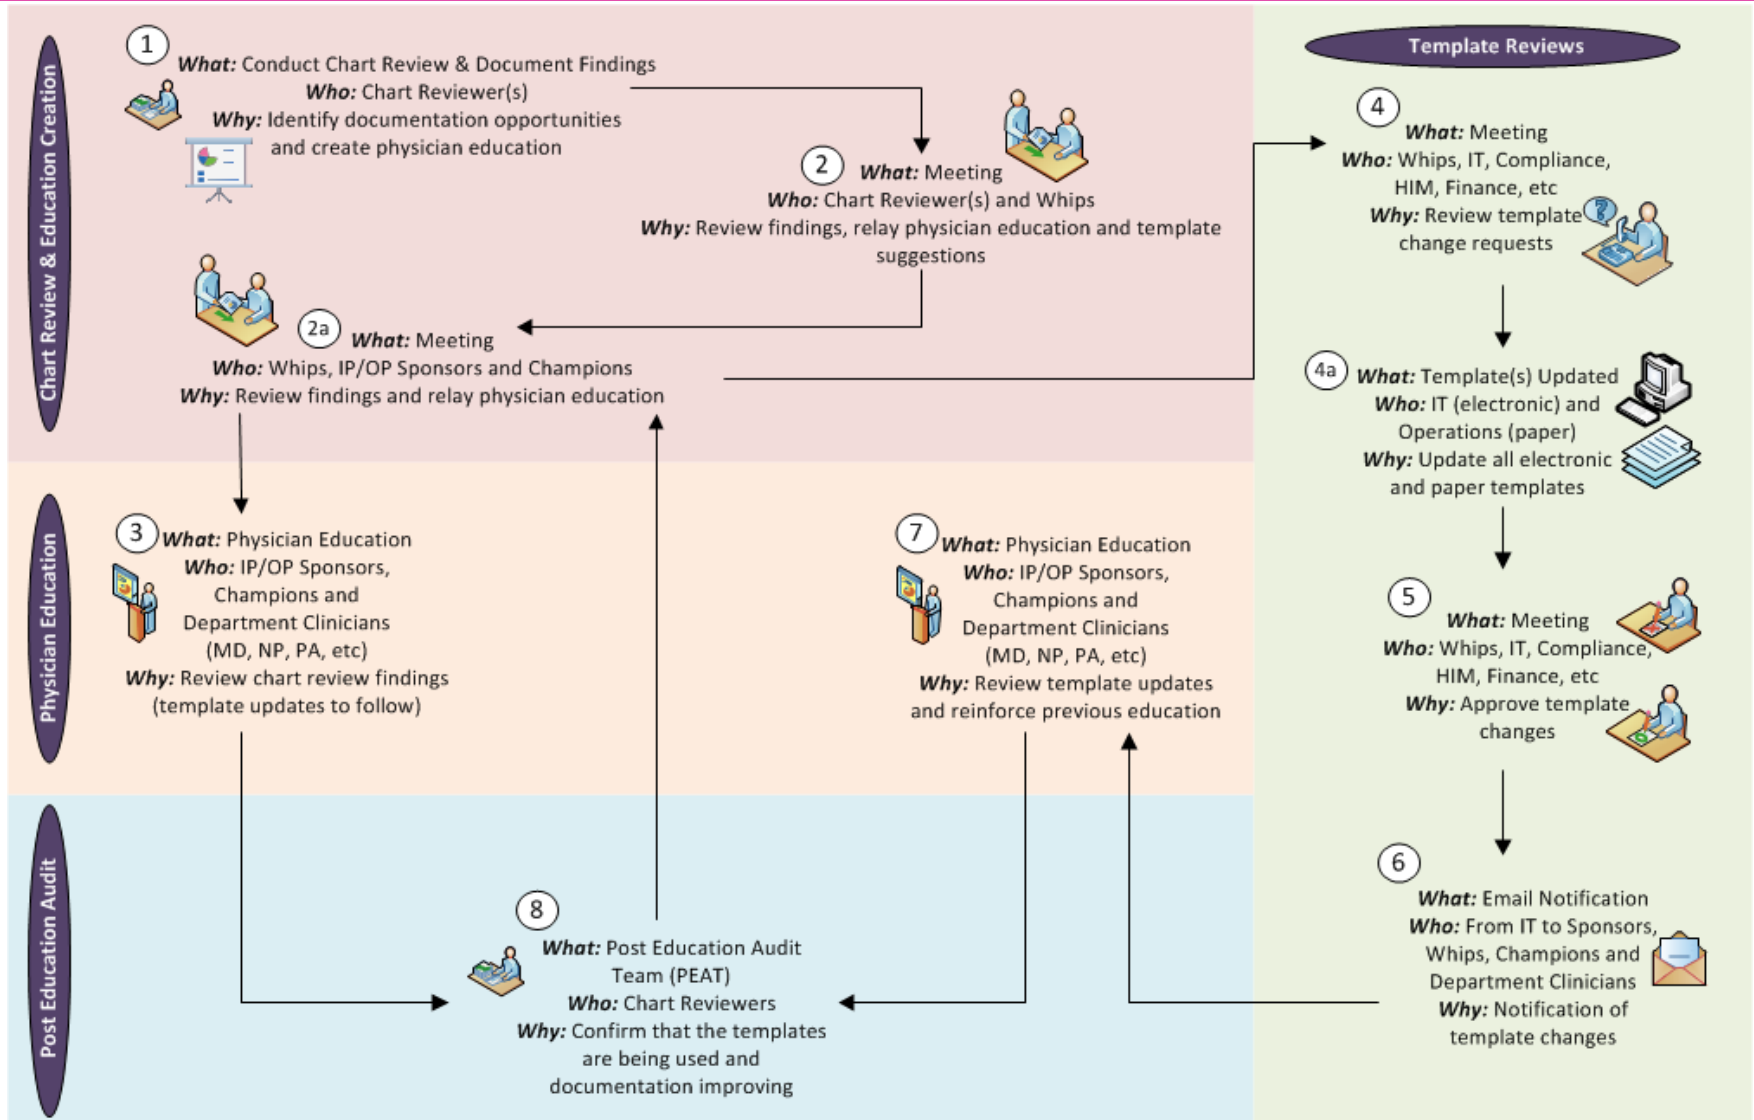 Chart Review & Education Creation
1
What: Conduct Chart Review & Document Findings
Who: Chart Reviewer(s)
Why: Identify documentation opportunities
and create physician education
2
What: Meeting
Who: Chart Reviewer(s) and Whips
Why: Review findings, relay physician education and template
suggestions
2a
What: Meeting
Who: Whips, IP/OP Sponsors and Champions
Why: Review findings and relay physician education
Physician Education
3
What: Physician Education
Who: IP/OP Sponsors,
Champions and
Department Clinicians
(MD, NP, PA, etc)
Why: Review chart review findings
(template updates to follow)
Template Reviews
4
What: Meeting
Who: Whips, IT, Compliance,
HIM, Finance, etc
Why: Review template
change requests
?
4a
What: Template(s) Updated
Who: IT (electronic) and
Operations (paper)
Why: Update all electronic
and paper templates
5
What: Meeting
Who: Whips, IT, Compliance,
HIM, Finance, etc
Why: Approve template
changes
6
What: Email Notification
Who: From IT to Sponsors,
Whips, Champions and
Department Clinicians
Why: Notification of
template changes
7
What: Physician Education
Who: IP/OP Sponsors,
Champions and
Department Clinicians
(MD, NP, PA, etc)
Why: Review template updates
and reinforce previous education
Post Education Audit
8
What: Post Education Audit
Team (PEAT)
Who: Chart Reviewers
Why: Confirm that the templates
are being used and
documentation improving